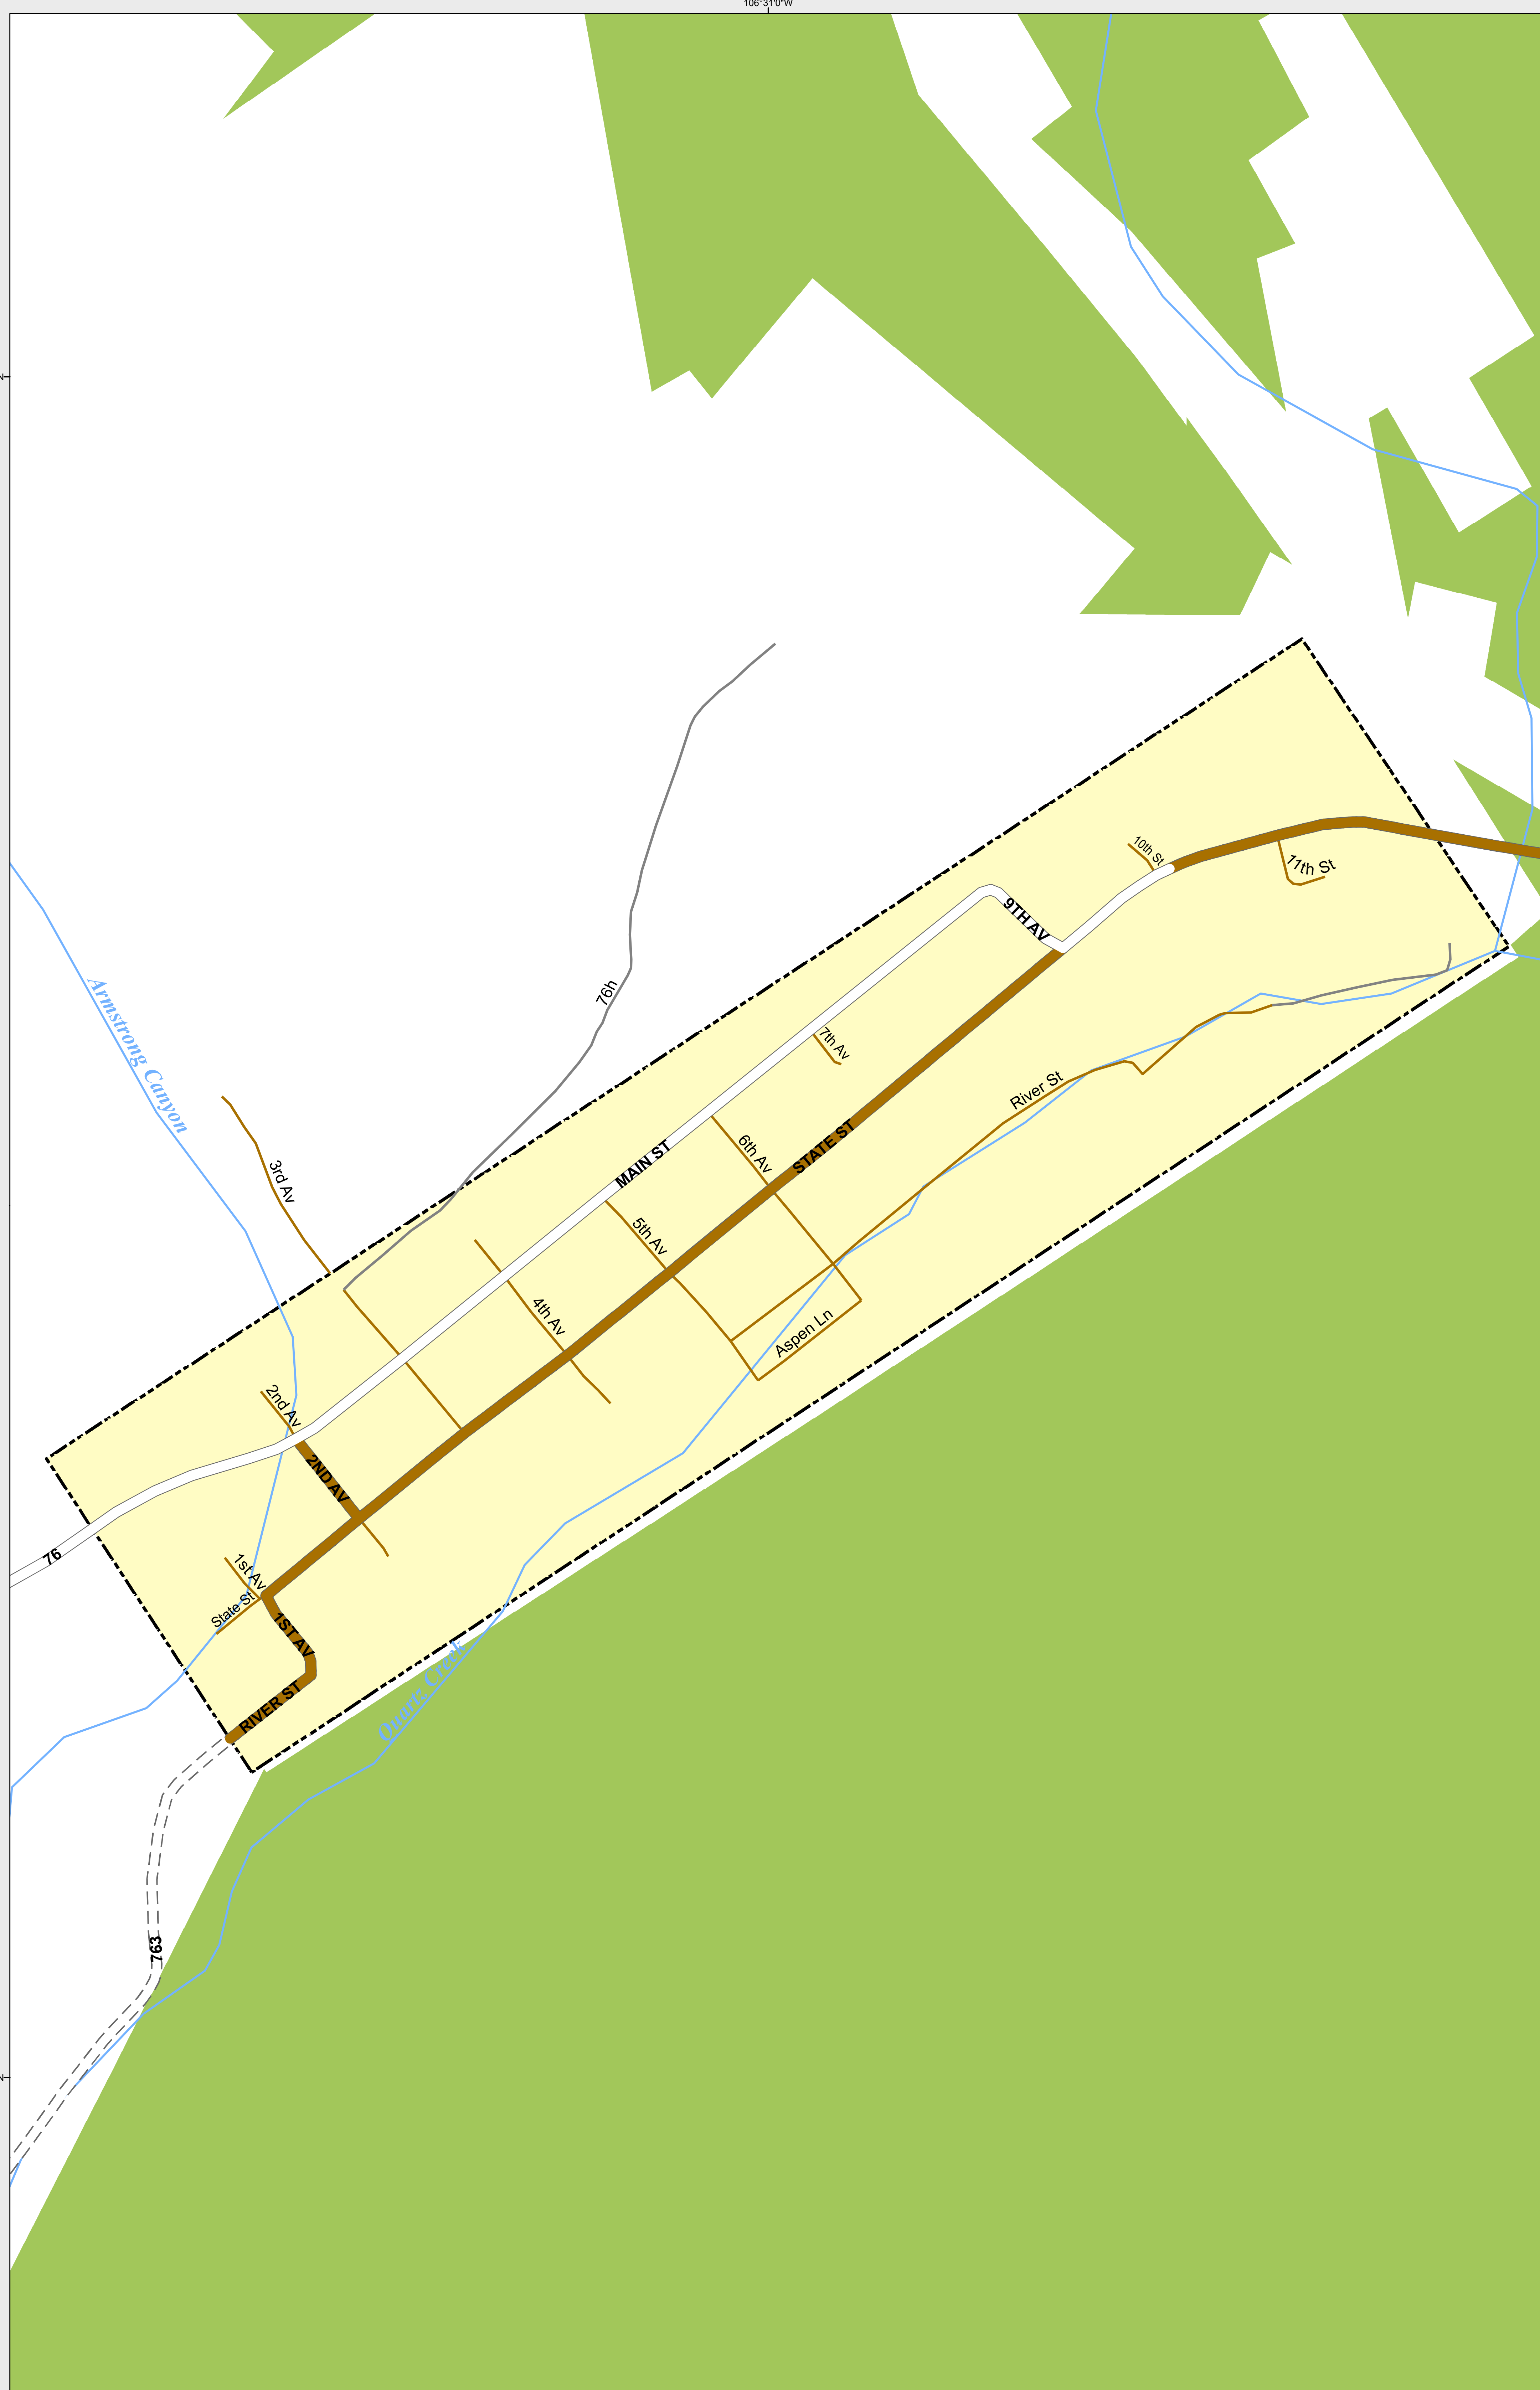 106°31'0"W
10th St
11th St
9TH AV
Armstrong Canyon
76h
7th Av
River St
MAIN ST
6th Av
STATE ST
3rd Av
5th Av
4th Av
Aspen Ln
2nd Av
2ND AV
76
1st Av
State St
1ST AV
RIVER ST
Quartz Creek
763